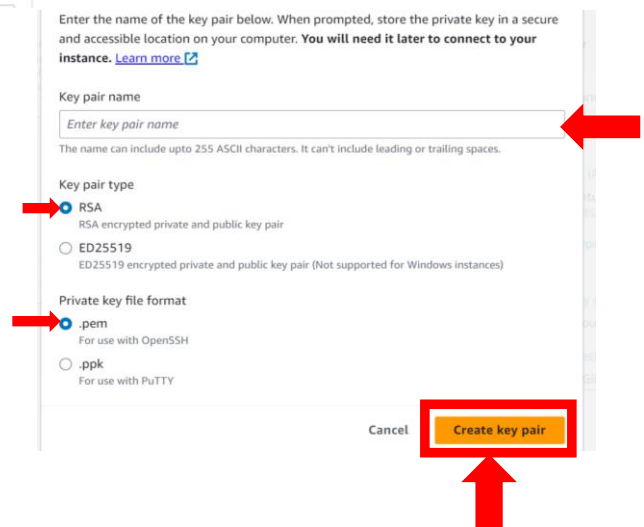 Enter the name of the key pair below. When prompted, store the private key in a secure
and accessible location on your computer. You will need it later to connect to your
instance. Learn more
Key pair name
Enter key pair name
The name can include upto 255 ASCII characters. It can't include leading or trailing spaces.
Key pair type
RSA
RSA encrypted private and public key pair
ED25519
ED25519 encrypted private and public key pair (Not supported for Windows instances)
Private key file format
.pem
For use with OpenSSH
.ppk
For use with PuTTY
Cancel
Create key pair